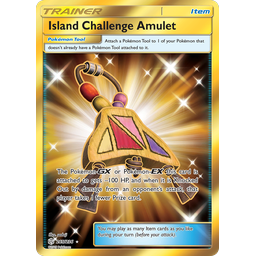 TRAINER
Item
Island Challenge Amulet
Pokémon Tool
Attach a Pokémon Tool to 1 of your Pokémon that
doesn't already have a Pokémon Tool attached to it.
The Pokémon-GX or Pokémon-EX this card is
attached to gets -100 HP, and when it is Knocked
Out by damage from an opponent's attack, that
player takes 1 fewer Prize card.
You may play as many Item cards as you like
during your turn (before your attack).